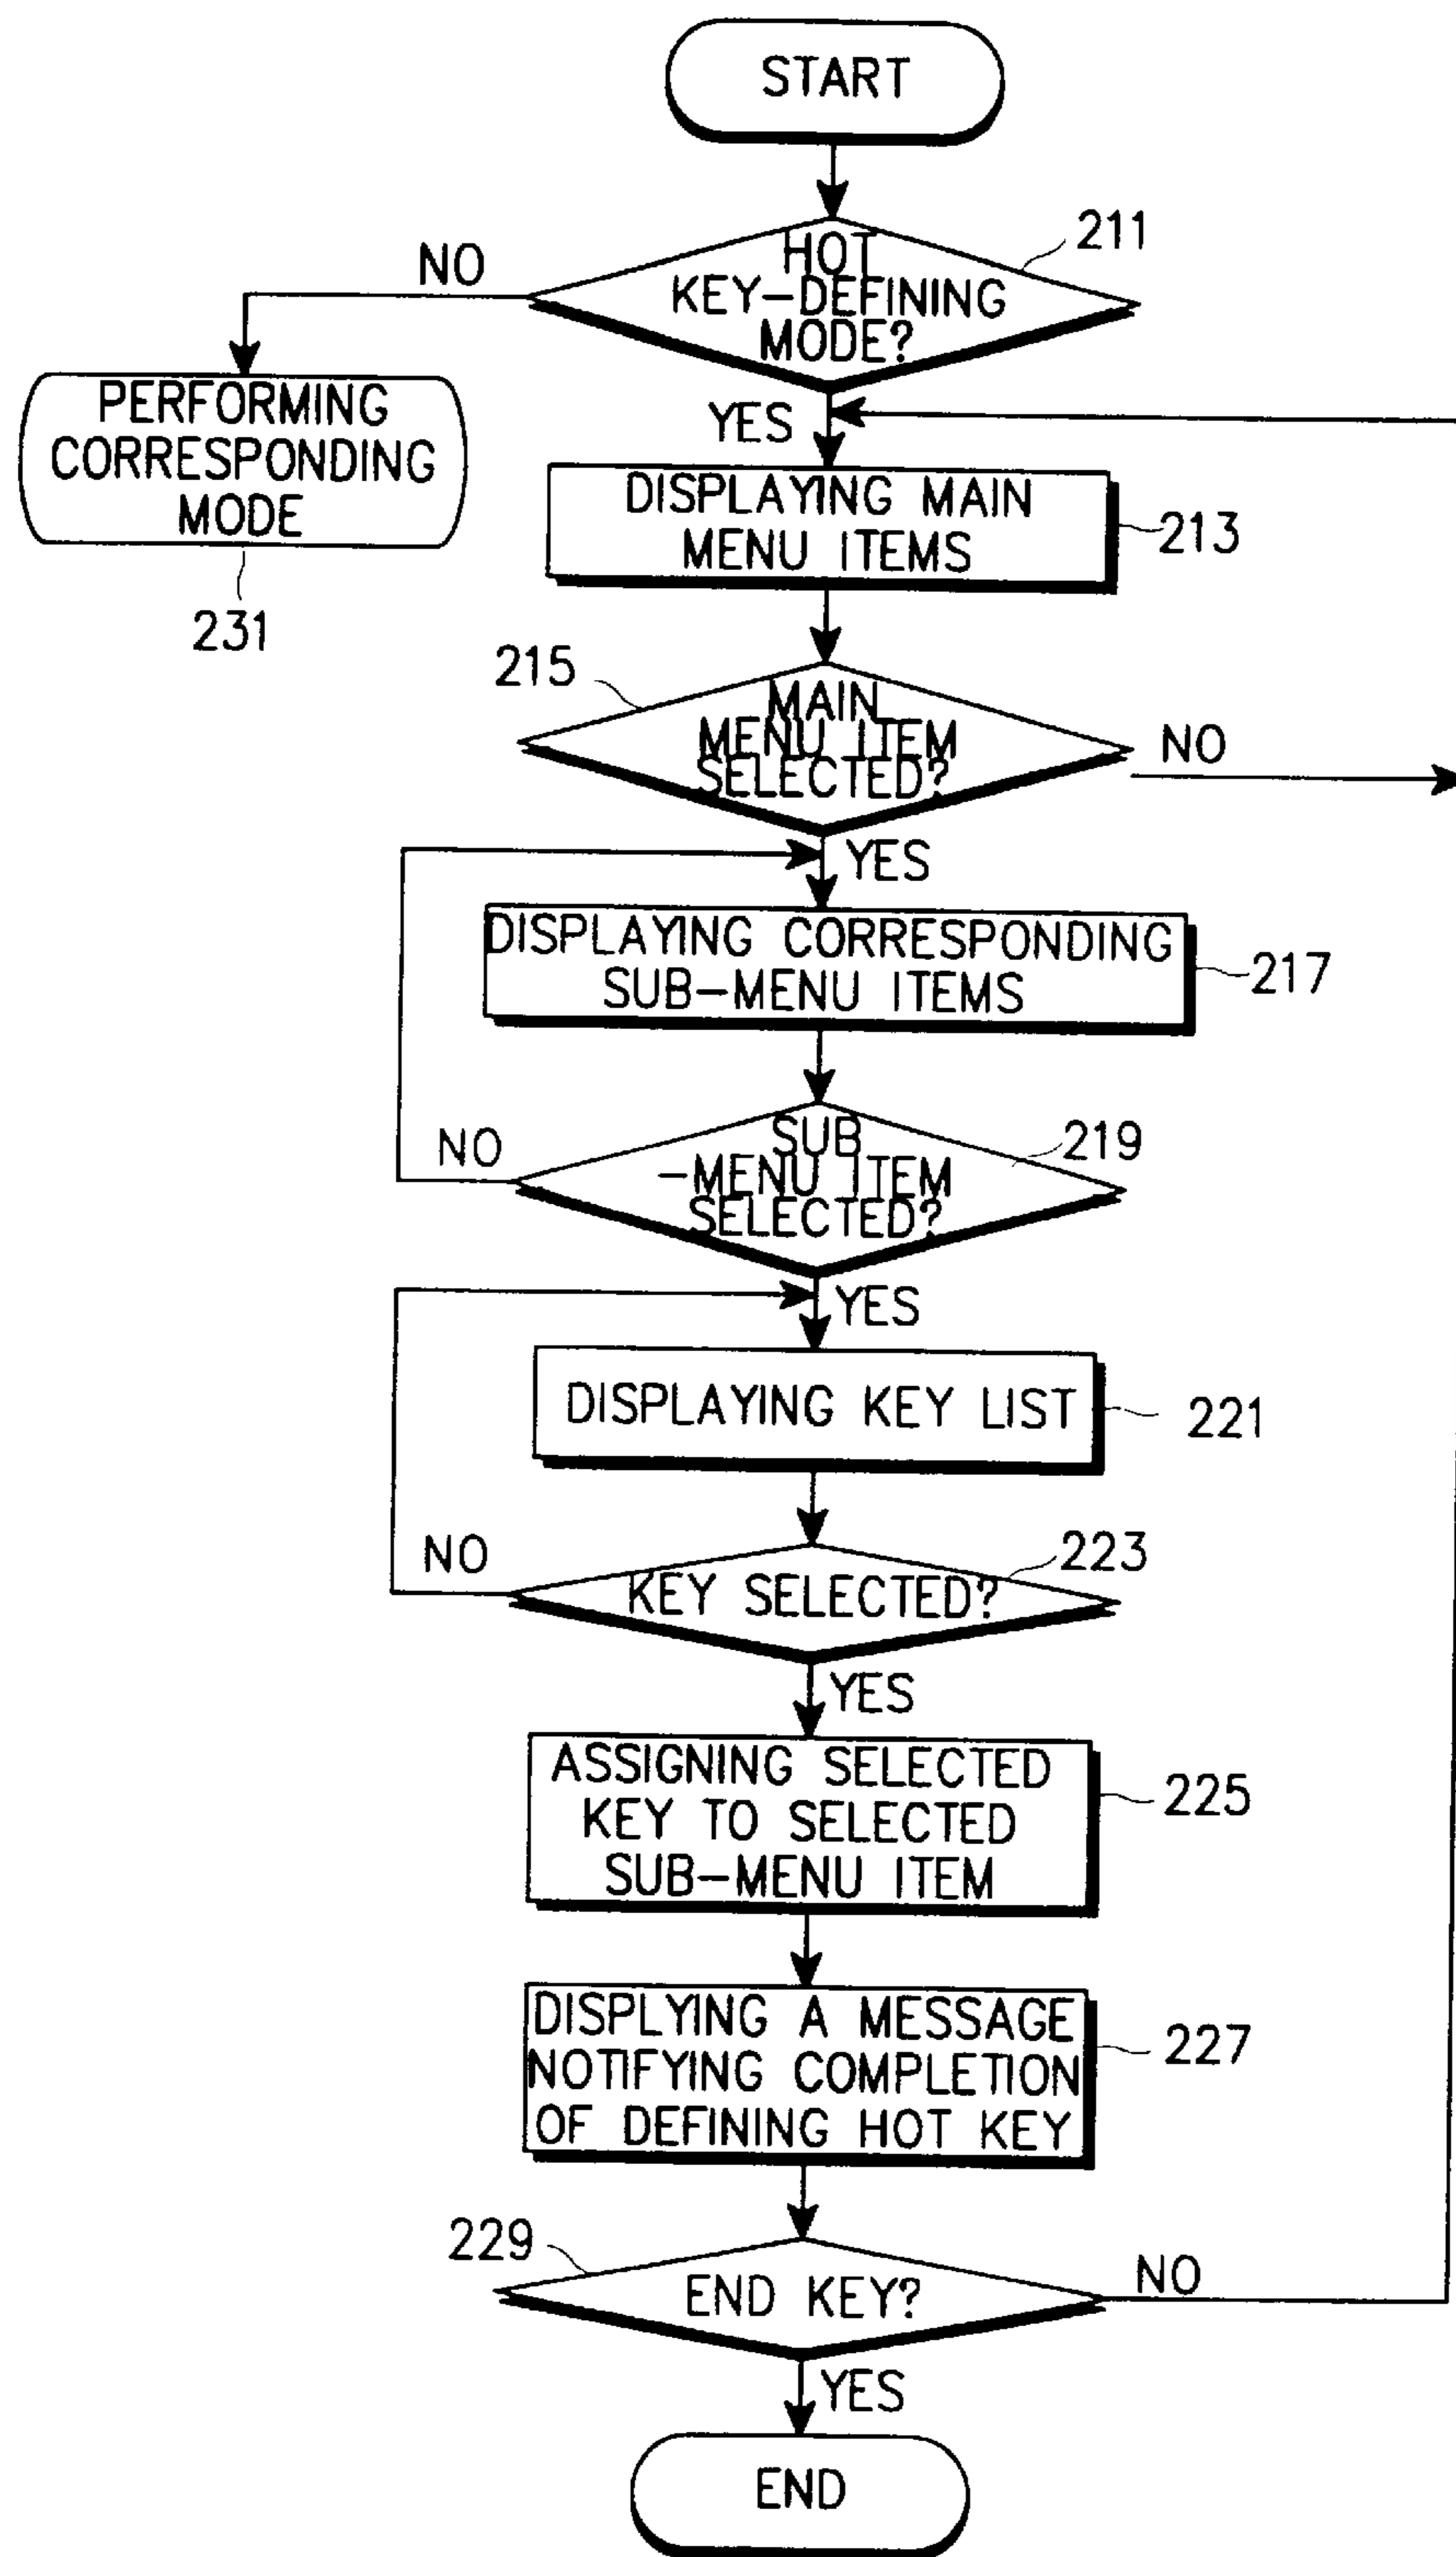 START
211
NO
HOT
KEY-DEFINING
MODE?
PERFORMING
CORRESPONDING
MODE
231
YES
DISPLAYING MAIN
MENU ITEMS
213
215
MAIN
MENU ITEM
SELECTED?
NO
YES
DISPLAYING CORRESPONDING
SUB-MENU ITEMS
217
NO
SUB
-MENU ITEM
SELECTED?
219
YES
DISPLAYING KEY LIST
221
NO
KEY SELECTED?
223
YES
ASSIGNING SELECTED
KEY TO SELECTED
SUB-MENU ITEM
225
DISPLYING A MESSAGE
NOTIFYING COMPLETION
OF DEFINING HOT KEY
227
229
END KEY?
NO
YES
END